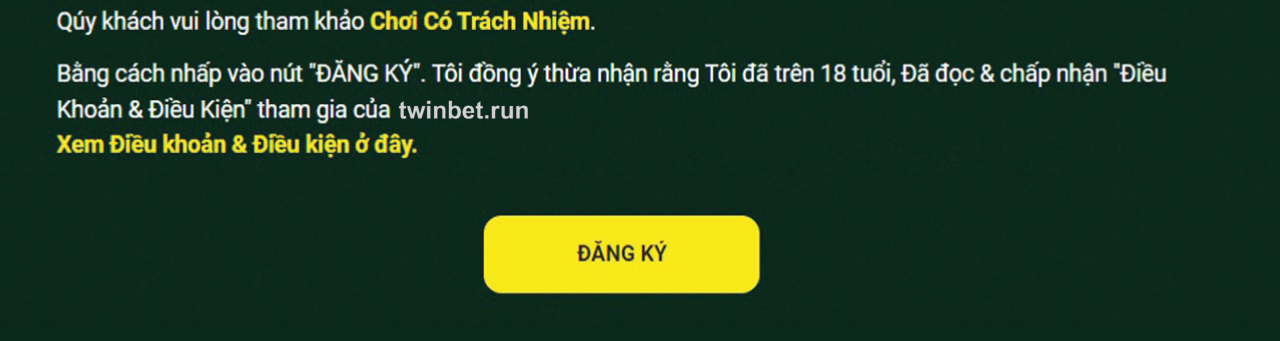 Qúy khách vui lòng tham khảo Chơi Có Trách Nhiệm.
Bằng cách nhấp vào nút "ĐĂNG KÝ". Tôi đồng ý thừa nhận rằng Tôi đã trên 18 tuổi, Đã đọc & chấp nhận "Điều
Khoản & Điều Kiện" tham gia của twinbet.run
Xem Điều khoản & Điều kiện ở đây.
ĐĂNG KÝ